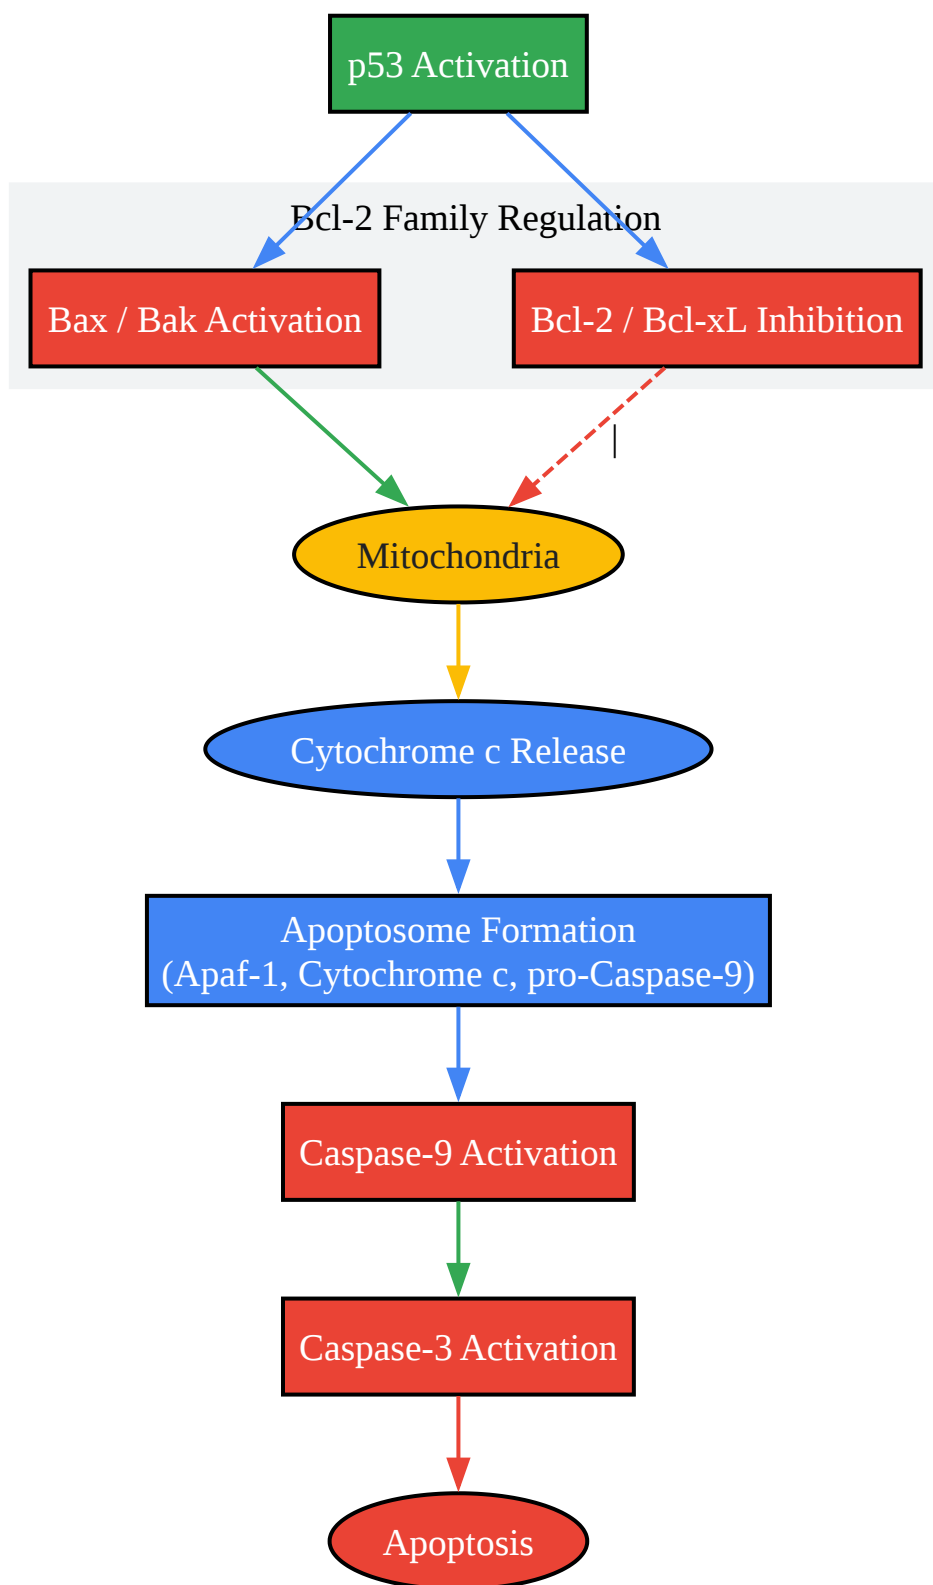 p53 Activation
Bcl-2 Family Regulation
Bax / Bak Activation
Bcl-2 / Bcl-xL Inhibition
|
Mitochondria
Cytochrome c Release
Apoptosome Formation
(Apaf-1, Cytochrome c, pro-Caspase-9)
Caspase-9 Activation
Caspase-3 Activation
Apoptosis